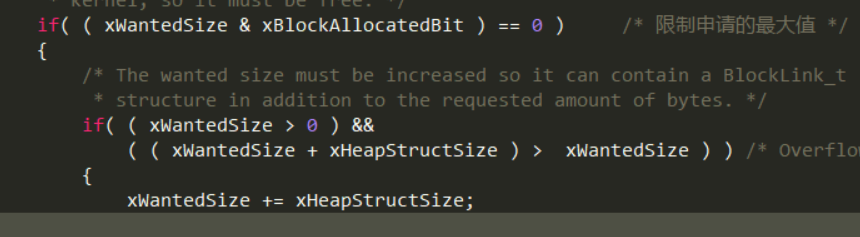 * kernel, so it must be free. */
if( ( xWantedSize & xBlockAllocatedBit ) == 0 )     /* 限制申请的最大值 */
{
    /* The wanted size must be increased so it can contain a BlockLink_t
     * structure in addition to the requested amount of bytes. */
    if( ( xWantedSize > 0 ) &&
        ( ( xWantedSize + xHeapStructSize ) >  xWantedSize ) ) /* Overflow
    {
        xWantedSize += xHeapStructSize;